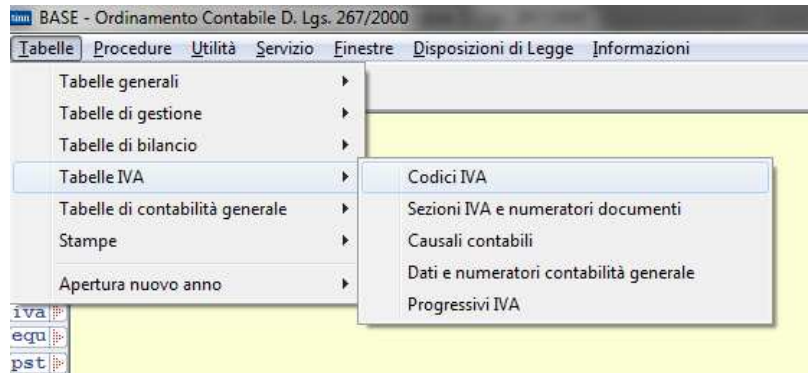 tinn BASE - Ordinamento Contabile D. Lgs. 267/2000
Tabelle Procedure Utilità Servizio Finestre Disposizioni di Legge Informazioni
Tabelle generali
Tabelle di gestione
Tabelle di bilancio
Tabelle IVA
Tabelle di contabilità generale
Stampe
Apertura nuovo anno
Codici IVA
Sezioni IVA e numeratori documenti
Causali contabili
Dati e numeratori contabilità generale
Progressivi IVA
iva
equ
pst